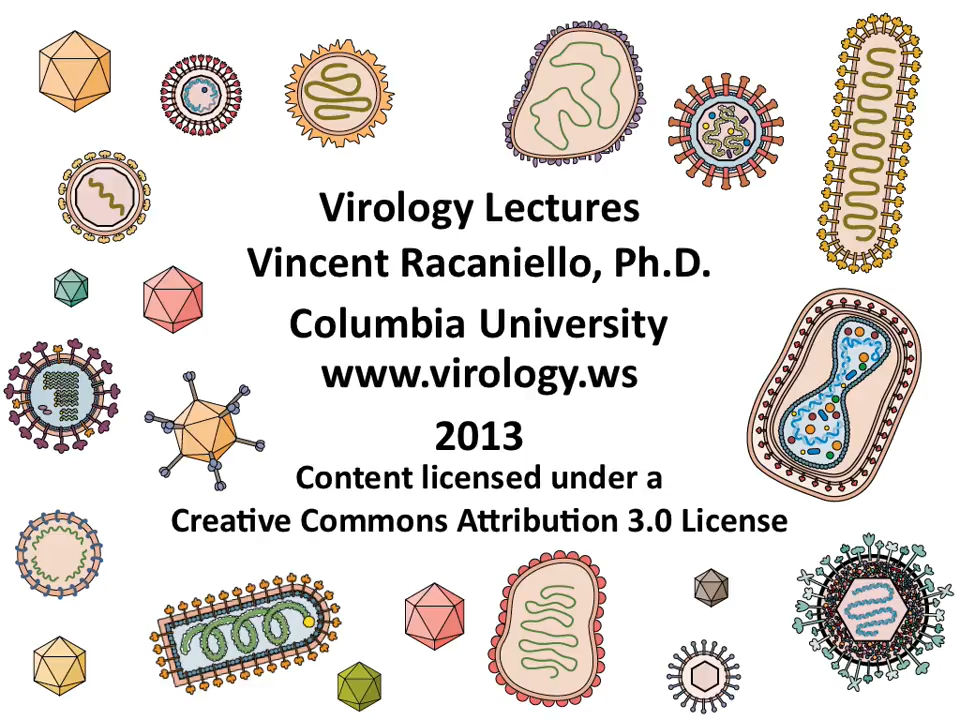 Virology Lectures
Vincent Racaniello, Ph.D.
Columbia University
www.virology.ws
2013
Content licensed under a
Creative Commons Attribution 3.0 License